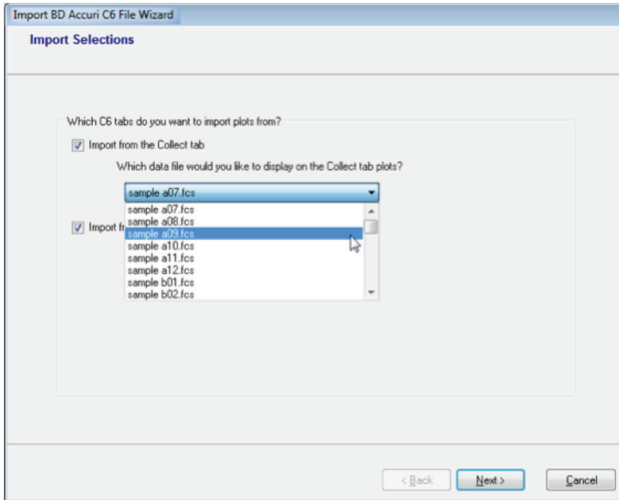 Import BD Accuri C6 File Wizard
Import Selections
Which C6 tabs do you want to import plots from?
Import from the Collect tab
Which data file would you like to display on the Collect tab plots?
sample a07.fcs
sample a07.fcs
Import
sample a08.fcs
sample a09.fcs
sample a10.fcs
sample a11.fcs
sample a12.fcs
sample b01.fcs
sample b02.fcs
< Back
Next >
Cancel